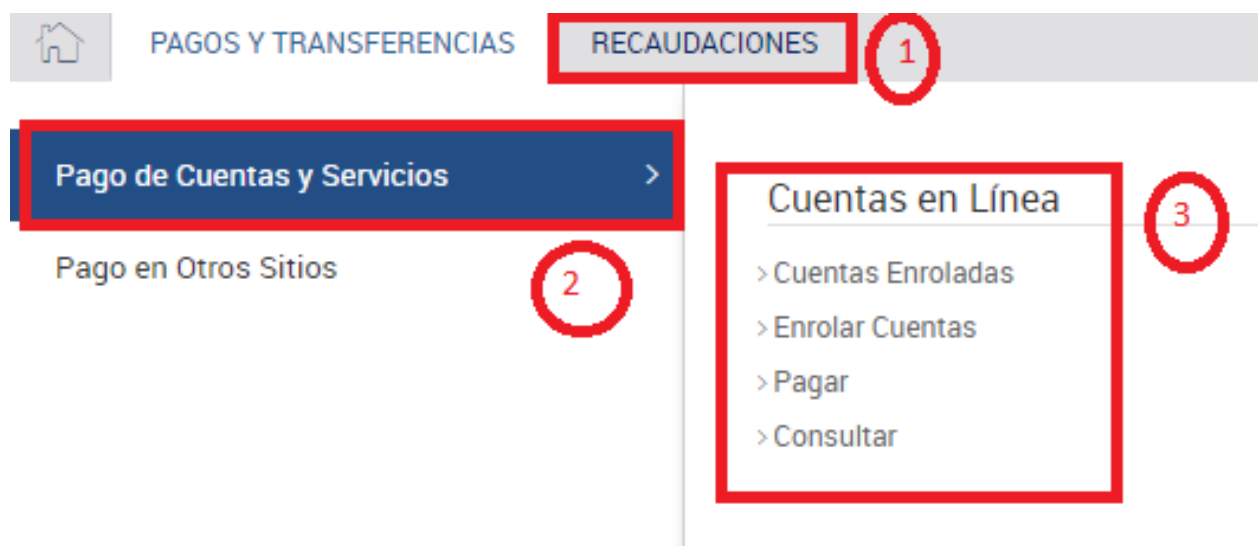 PAGOS Y TRANSFERENCIAS RECAUDACIONES 1
Pago de Cuentas y Servicios >
Pago en Otros Sitios
2
Cuentas en Línea
3
> Cuentas Enroladas
> Enrolar Cuentas
> Pagar
> Consultar